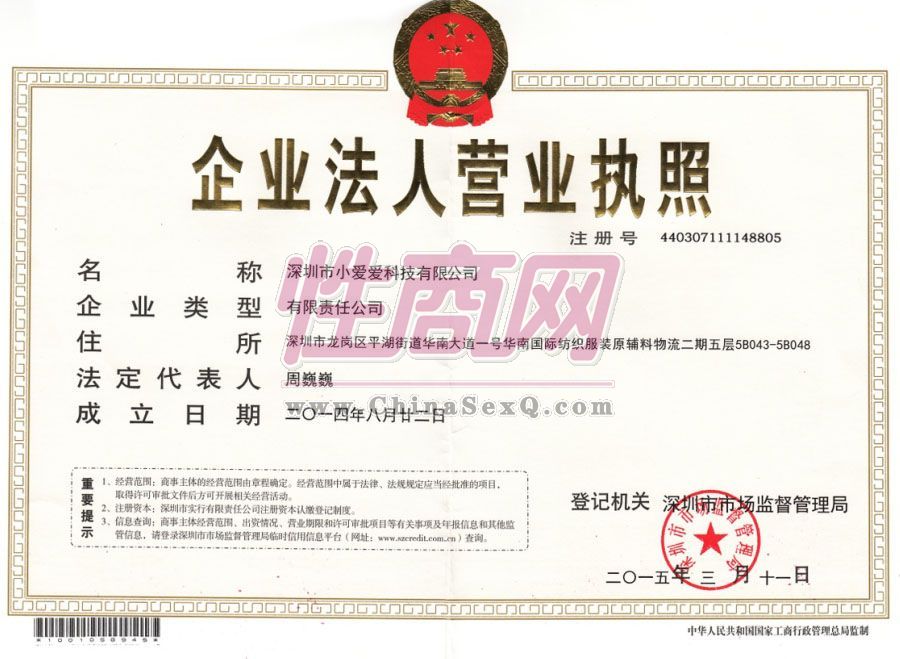 企业法人营业执照
注册号 440307111148805
名称 深圳市小爱爱科技有限公司
企业类型 有限责任公司
住所 深圳市龙岗区平湖街道华南大道一号华南国际纺织服装原辅料物流二期五层5B043-5B048
法定代表人 周巍巍
成立日期 二〇一四年八月廿二日
性商网
www.ChinaSexQ.com
重要提示
1、经营范围：商事主体的经营范围由章程确定。经营范围中属于法律、法规规定应当经批准的项目，
取得许可审批文件后方可开展相关经营活动。
2、注册资本：深圳市实行有限责任公司注册资本认缴登记制度。
3、信息查询：商事主体经营范围、出资情况、营业期限和许可审批项目等有关事项及年报信息和其他监
管信息，请登录深圳市市场监督管理局临时信用信息平台（网址：www.szcredit.com.cn）查询。
登记机关 深圳市市场监督管理局
深圳市市场监督管理局
二〇一五年三月十一日
中华人民共和国国家工商行政管理总局监制